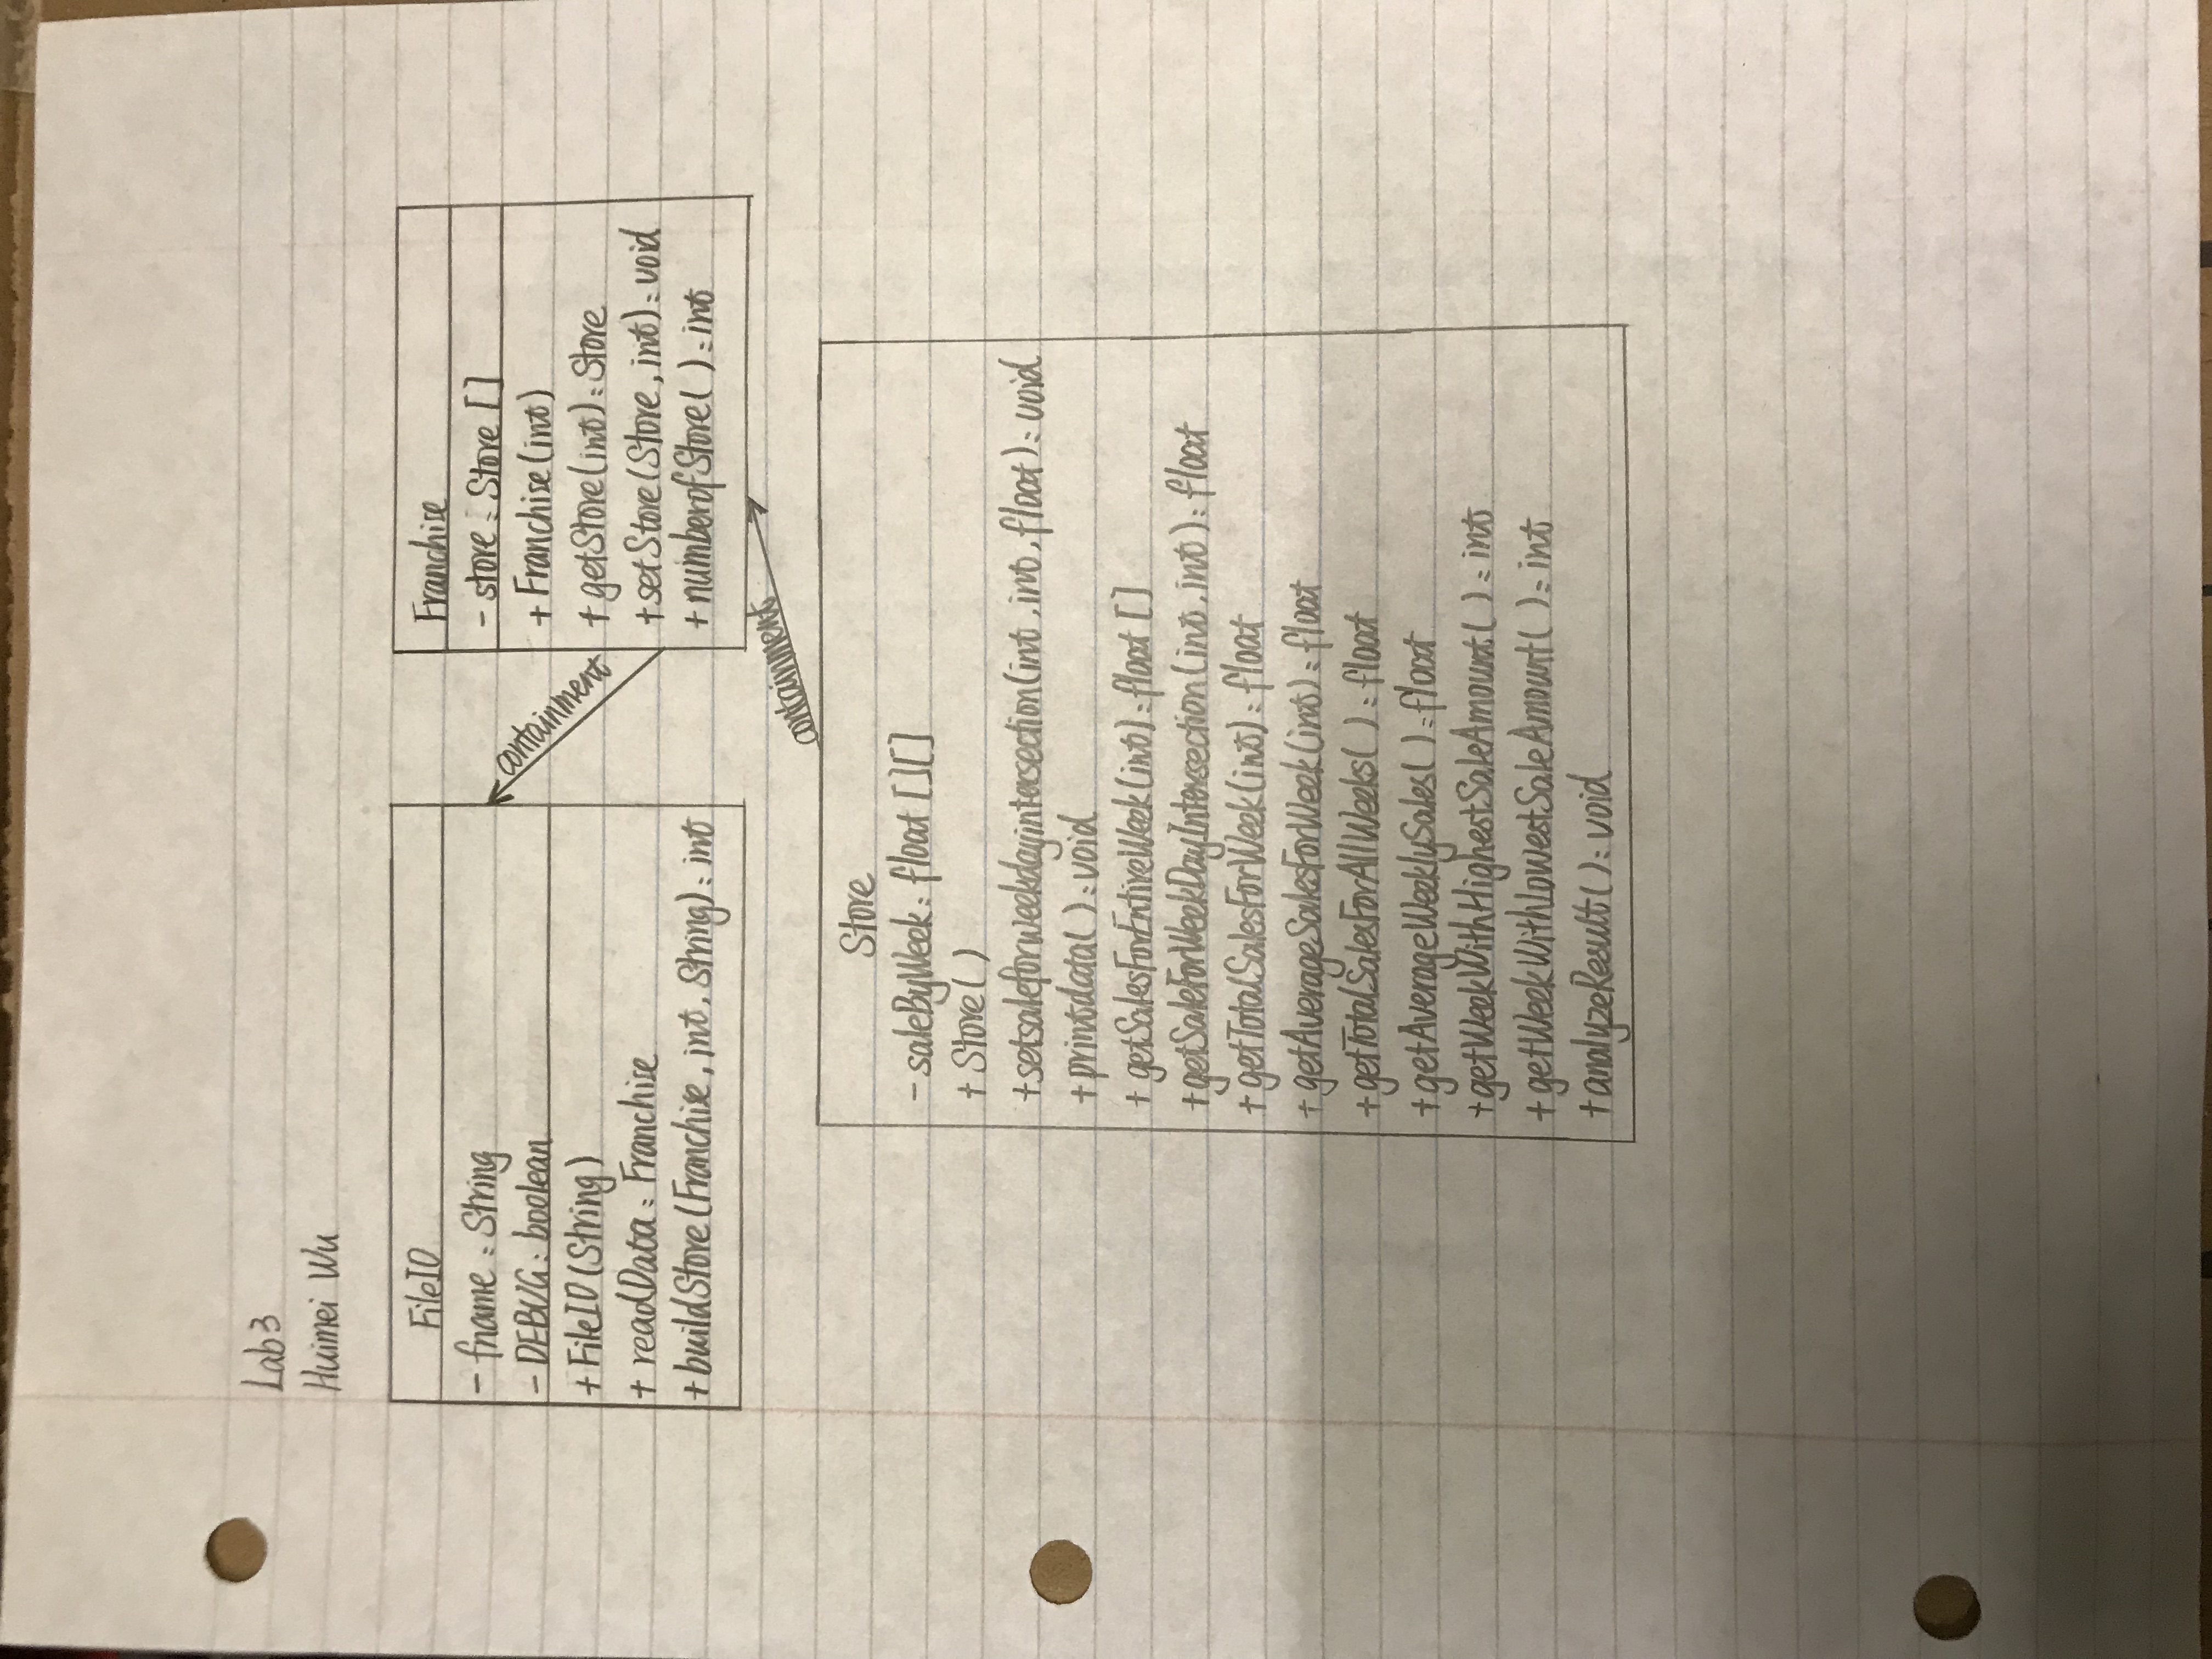 Lab3
Huimei Wu
FileIO
- fname : String
- DEBUG : boolean
+ FileIO (String)
+ readData : Franchise
+ buildStore (Franchise, int, String) : int
containment
Franchise
- store : Store []
+ Franchise (int)
+ getStore (int) : Store
+ setStore (Store, int) : void
+ numberofStore ( ) : int
containment
Store
- saleByWeek : float [][]
+ Store ( )
+ setsaleforweekdayintersection (int, int, float) : void
+ printdata ( ) : void
+ getSalesForEntireWeek (int) : float []
+ getSaleForWeekDayIntersection (int, int) : float
+ getTotalSalesForWeek (int) : float
+ getAverageSalesForWeek (int) : float
+ getTotalSalesForAllWeeks ( ) : float
+ getAverageWeeklySales ( ) : float
+ getWeekWithHighestSaleAmount ( ) : int
+ getWeekWithLowestSaleAmount ( ) : int
+ analyzeResult ( ) : void